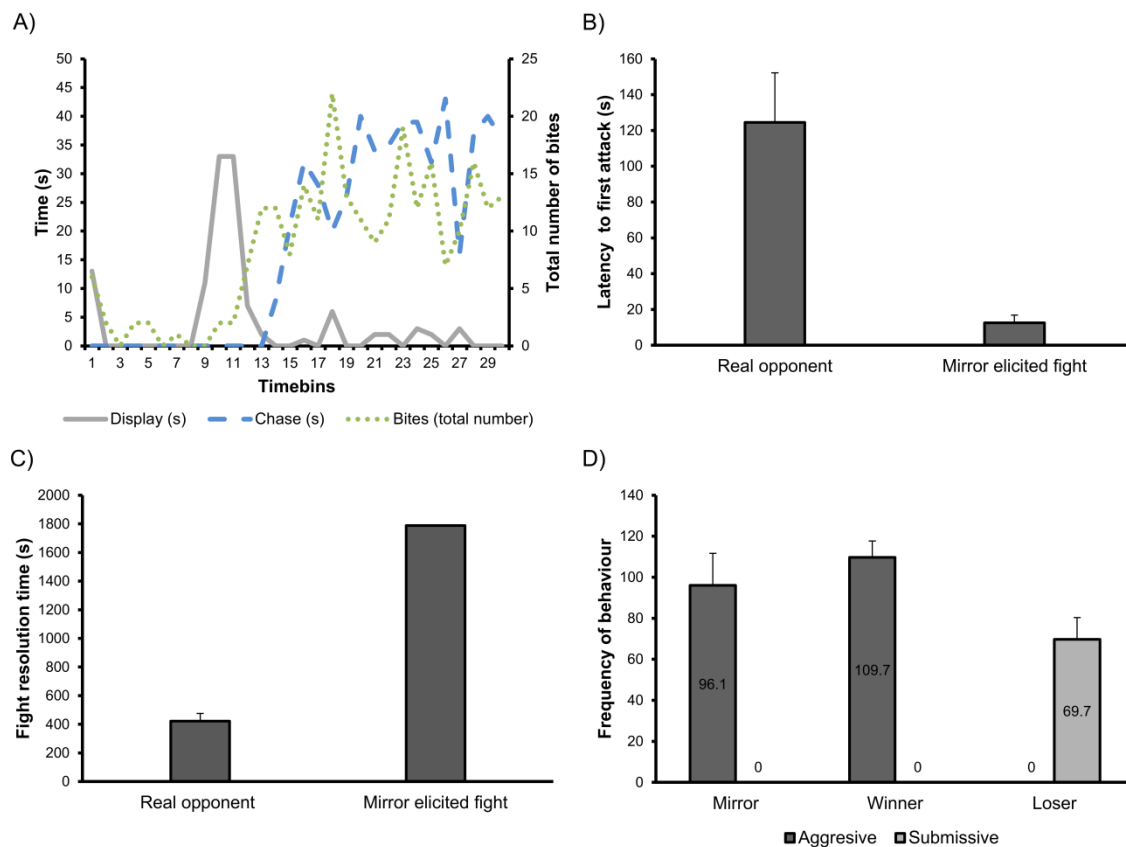 A)
50
45
40
35
30
25
20
15
10
5
0
Time (s)
25
20
15
10
5
0
Total number of bites
1 3 5 7 9 11 13 15 17 19 21 23 25 27 29
Timebins
Display (s) Chase (s) Bites (total number)
B)
160
140
120
100
80
60
40
20
0
Latency to first attack (s)
Real opponent Mirror elicited fight
C)
2000
1800
1600
1400
1200
1000
800
600
400
200
0
Fight resolution time (s)
Real opponent Mirror elicited fight
D)
140
120
100
80
60
40
20
0
Frequency of behaviour
96.1 0 109.7 0 0 69.7
Mirror Winner Loser
Aggresive Submissive